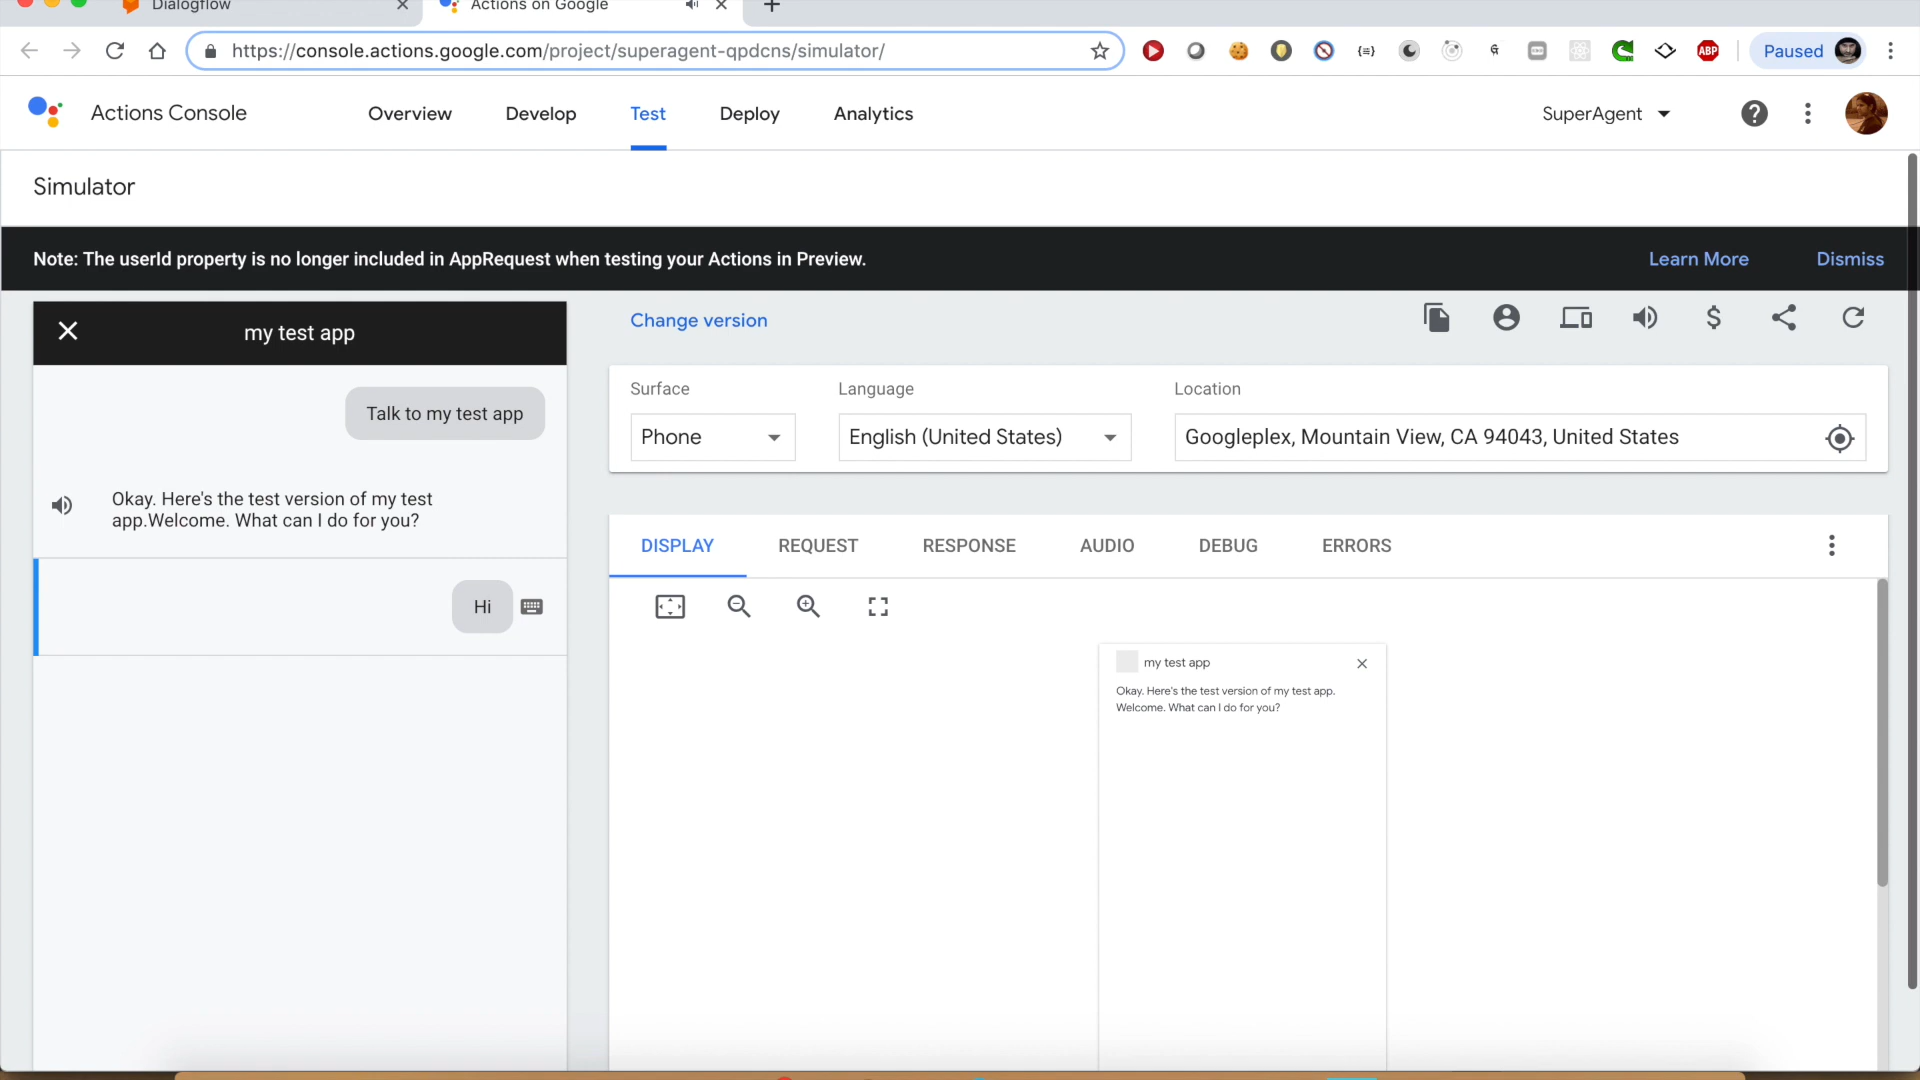 Dialogflow
Actions on Google
https://console.actions.google.com/project/superagent-qpdcns/simulator/
ABP
Paused
Actions Console
Overview
Develop
Test
Deploy
Analytics
SuperAgent
Simulator
Note: The userId property is no longer included in AppRequest when testing your Actions in Preview.
Learn More
Dismiss
my test app
Talk to my test app
Okay. Here's the test version of my test
app.Welcome. What can I do for you?
Hi
Change version
Surface
Language
Location
Phone
English (United States)
Googleplex, Mountain View, CA 94043, United States
DISPLAY
REQUEST
RESPONSE
AUDIO
DEBUG
ERRORS
my test app
Okay. Here's the test version of my test app.
Welcome. What can I do for you?